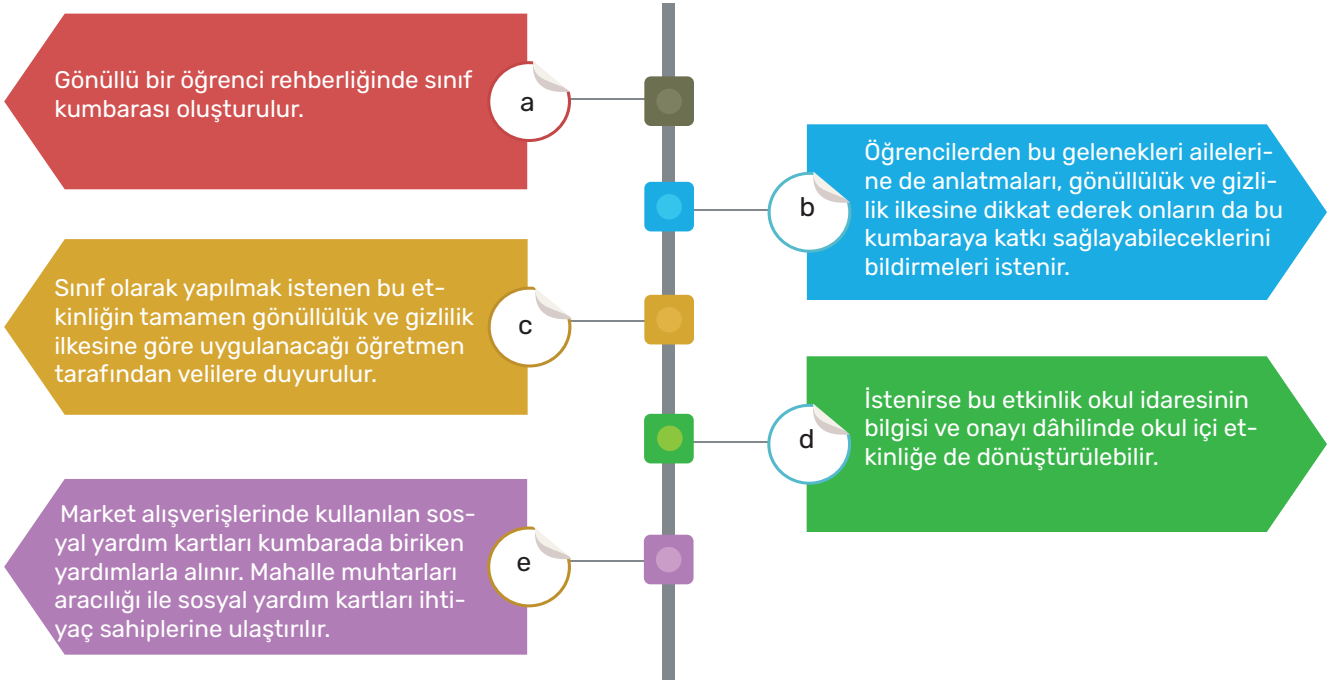 Gönüllü bir öğrenci rehberliğinde sınıf
kumbarası oluşturulur.
a
Öğrencilerden bu gelenekleri aileleri-
ne de anlatmaları, gönüllülük ve gizli-
lik ilkesine dikkat ederek onların da bu
kumbaraya katkı sağlayabileceklerini
bildirmeleri istenir.
b
Sınıf olarak yapılmak istenen bu et-
kinliğin tamamen gönüllülük ve gizlilik
ilkesine göre uygulanacağı öğretmen
tarafından velilere duyurulur.
c
İstenirse bu etkinlik okul idaresinin
bilgisi ve onayı dâhilinde okul içi et-
kinliğe de dönüştürülebilir.
d
Market alışverişlerinde kullanılan sos-
yal yardım kartları kumbarada biriken
yardımlarla alınır. Mahalle muhtarları
aracılığı ile sosyal yardım kartları ihti-
yaç sahiplerine ulaştırılır.
e